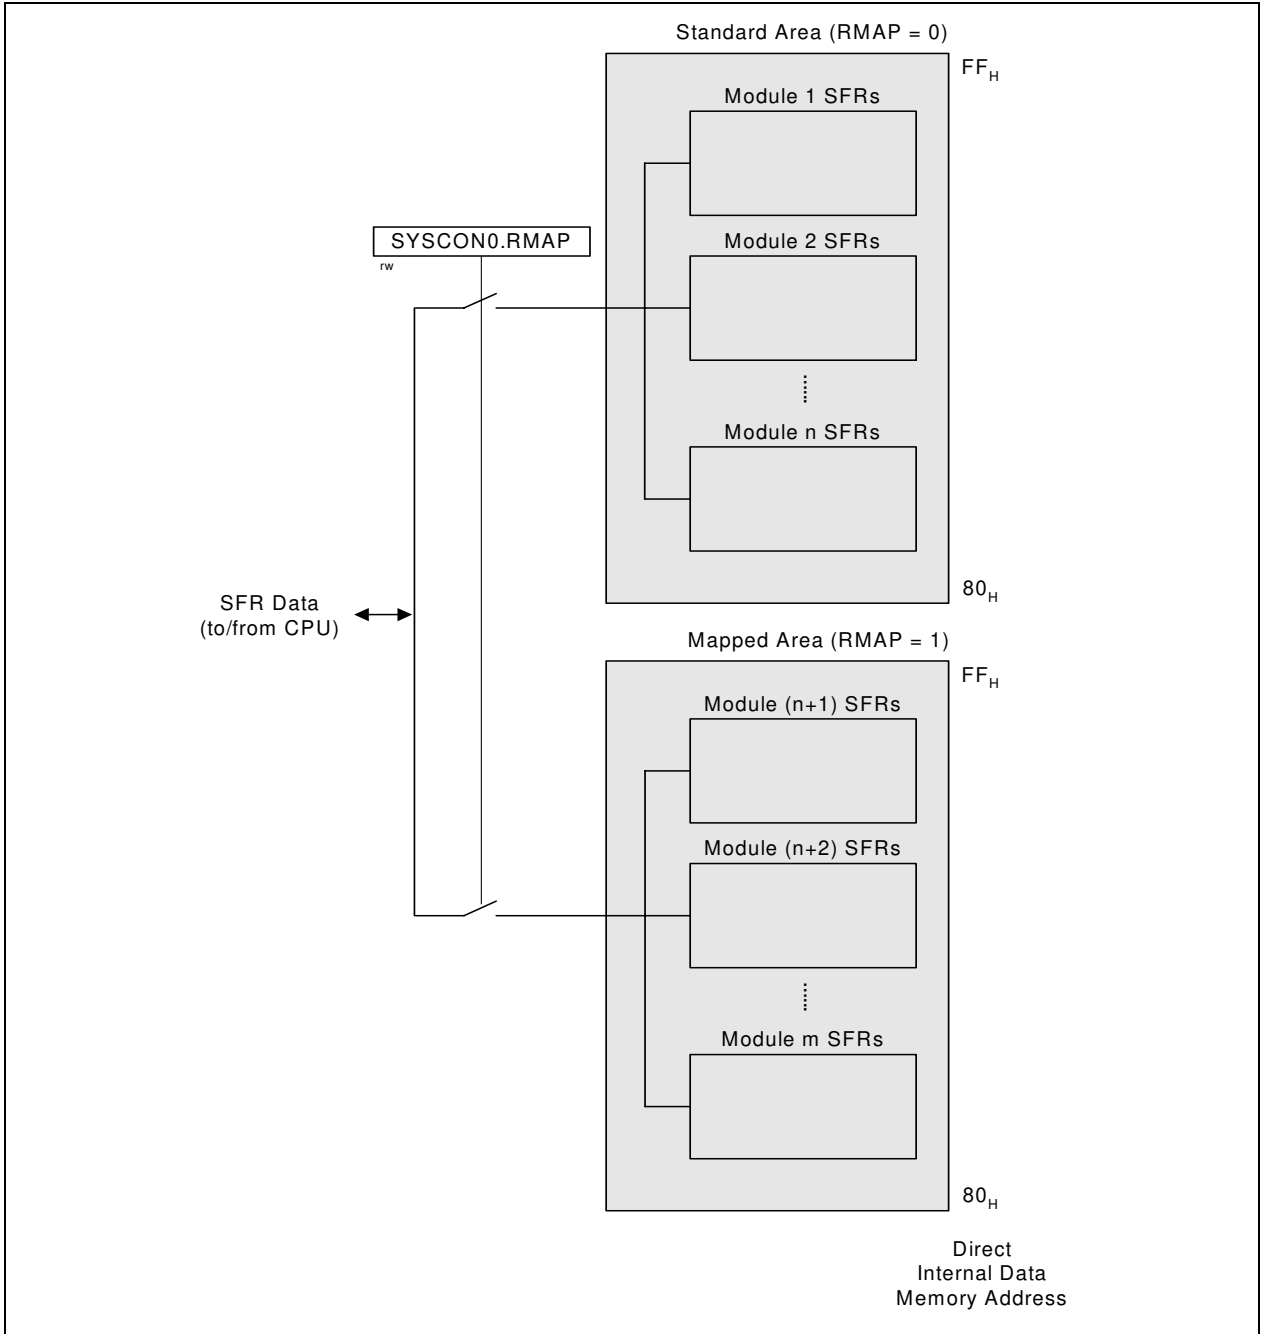 Standard Area (RMAP = 0)
FFH
Module 1 SFRs
SYSCON0.RMAP
rw
Module 2 SFRs
Module n SFRs
80H
SFR Data
(to/from CPU)
Mapped Area (RMAP = 1)
FFH
Module (n+1) SFRs
Module (n+2) SFRs
Module m SFRs
80H
Direct
Internal Data
Memory Address